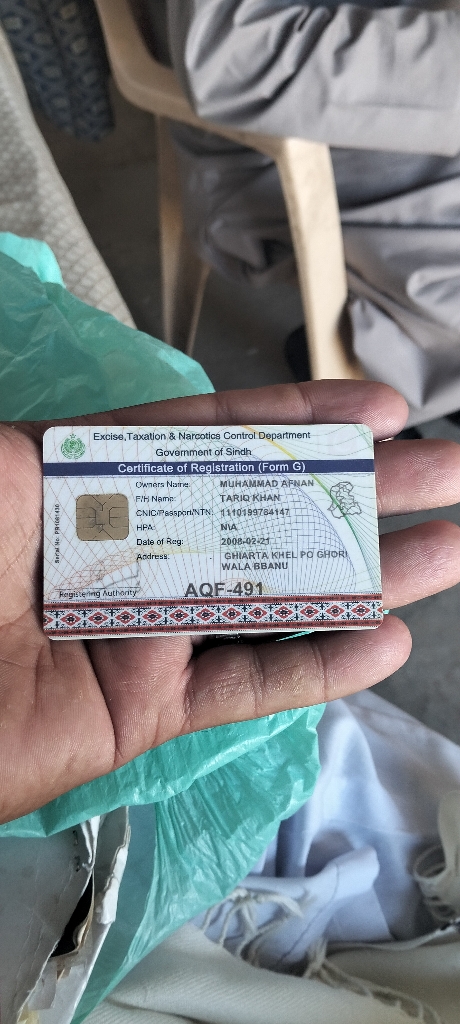 Excise,Taxation & Narcotics Control Department
Government of Sindh
Certificate of Registration (Form G)
Owners Name: MUHAMMAD AFNAN
F/H Name: TARIQ KHAN
CNIC/Passport/NTN: 1110199784147
HPA: N\A
Date of Reg: 2008-02-21
Address: GHIARTA KHEL PO GHORI
WALA BBANU
Registering Authority
AQF-491
Serial No: